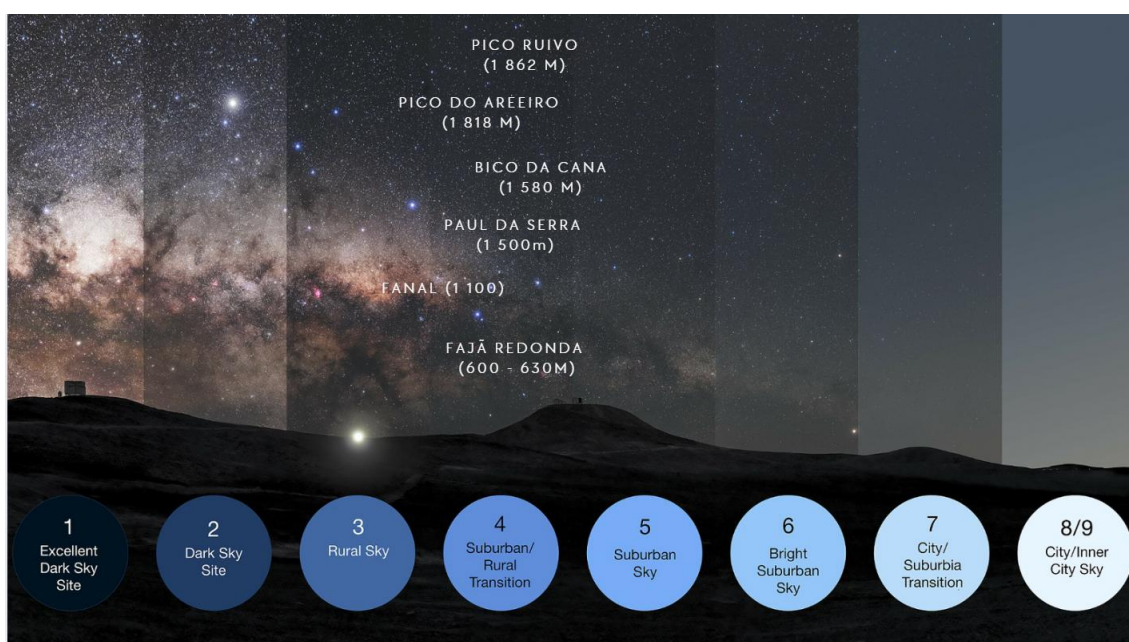 PICO RUIVO
(1 862 M)
PICO DO AREEIRO
(1 818 M)
BICO DA CANA
(1 580 M)
PAUL DA SERRA
(1 500m)
FANAL (1 100)
FAJÃ REDONDA
(600 - 630M)
1
Excellent
Dark Sky
Site
2
Dark Sky
Site
3
Rural Sky
4
Suburban/
Rural
Transition
5
Suburban
Sky
6
Bright
Suburban
Sky
7
City/
Suburbia
Transition
8/9
City/Inner
City Sky